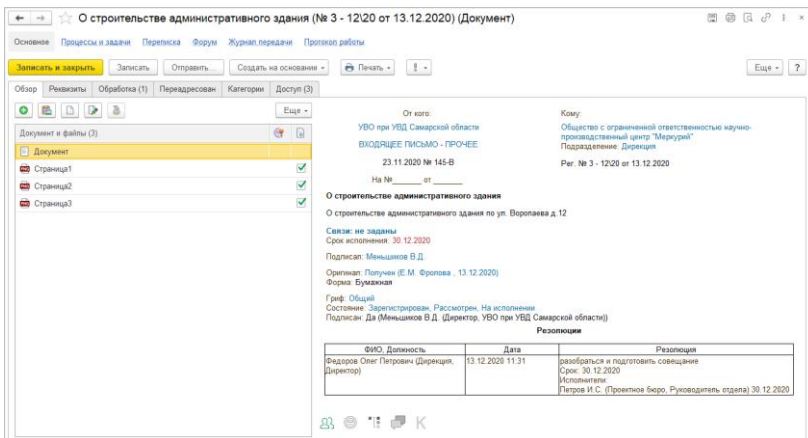 О строительстве административного здания (№ 3 - 12\20 от 13.12.2020) (Документ)
Основное Процессы и задачи Переписка Форум Журнал передачи Протокол работы
Записать и закрыть Записать Отправить... Создать на основании Печать Еще ?
Обзор Реквизиты Обработка (1) Переадресован Категории Доступ (3)
Еще
Документ и файлы (3)
Документ
Страница1
Страница2
Страница3
От кого:
УВО при УВД Самарской области
ВХОДЯЩЕЕ ПИСЬМО - ПРОЧЕЕ
23.11.2020 № 145-В
На №______ от ______
Кому:
Общество с ограниченной ответственностью научно-
производственный центр "Меркурий"
Подразделение: Дирекция
Рег. № 3 - 12\20 от 13.12.2020
О строительстве административного здания
О строительстве административного здания по ул. Воропаева д.12
Связи: не заданы
Срок исполнения: 30.12.2020
Подписал: Меньшиков В.Д.
Оригинал: Получен (Е.М. Фролова , 13.12.2020)
Форма: Бумажная
Гриф: Общий
Состояние: Зарегистрирован, Рассмотрен, На исполнении
Подписан: Да (Меньшиков В.Д. (Директор, УВО при УВД Самарской области))
Резолюции
ФИО, Должность Дата Резолюция
Федоров Олег Петрович (Дирекция, 13.12.2020 11:31 разобраться и подготовить совещание
Директор) Срок: 30.12.2020
Исполнители:
Петров И.С. (Проектное бюро, Руководитель отдела) 30.12.2020